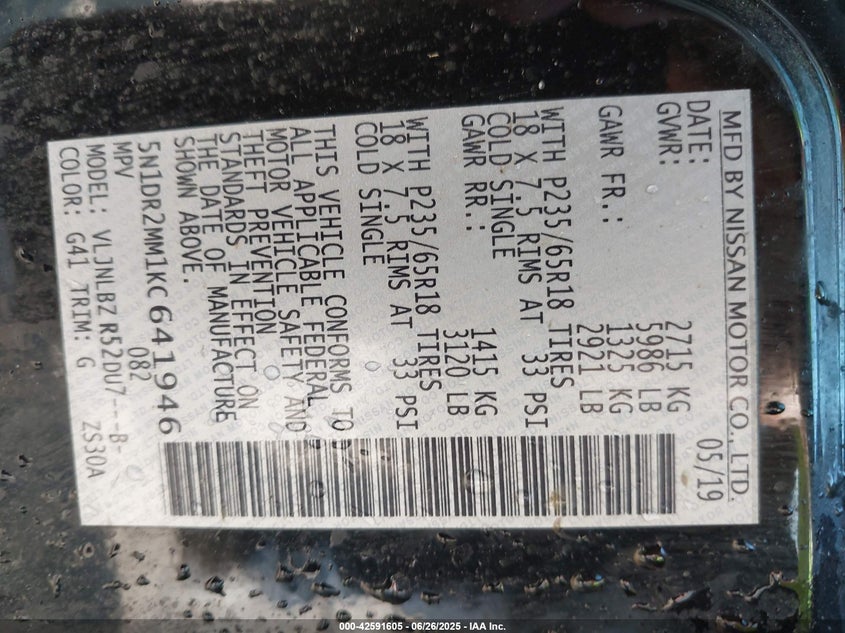 MFD BY NISSAN MOTOR CO., LTD.
DATE: 05/19
GVWR: 2715 KG
5986 LB
GAWR FR.: 1325 KG
2921 LB
WITH P235/65R18 TIRES
18 X 7.5 RIMS AT 33 PSI
COLD SINGLE
GAWR RR.: 1415 KG
3120 LB
WITH P235/65R18 TIRES
18 X 7.5 RIMS AT 33 PSI
COLD SINGLE
THIS VEHICLE CONFORMS TO
ALL APPLICABLE FEDERAL
MOTOR VEHICLE SAFETY AND
THEFT PREVENTION
STANDARDS IN EFFECT ON
THE DATE OF MANUFACTURE
SHOWN ABOVE.
5N1DR2MM1KC641946
MPV 082
MODEL: VLJNLBZ R52DU7---B-
COLOR: G41 TRIM: G ZS30A
000-42591605 - 06/26/2025 - IAA Inc.